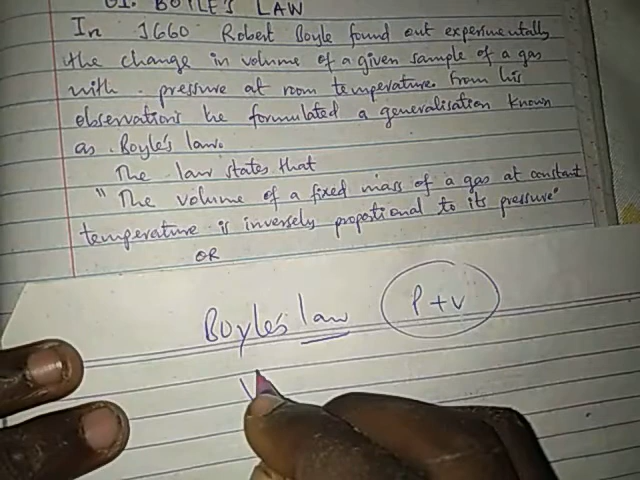 01. BOYLE'S LAW
In 1660 Robert Boyle found out experimentally
the change in volume of a given sample of a gas
with pressure at room temperature. From his
observations he formulated a generalisation known
as Boyle's law.
The law states that
"The volume of a fixed mass of a gas at constant
temperature is inversely proportional to its pressure"
OR
Boyle's law P+V
V